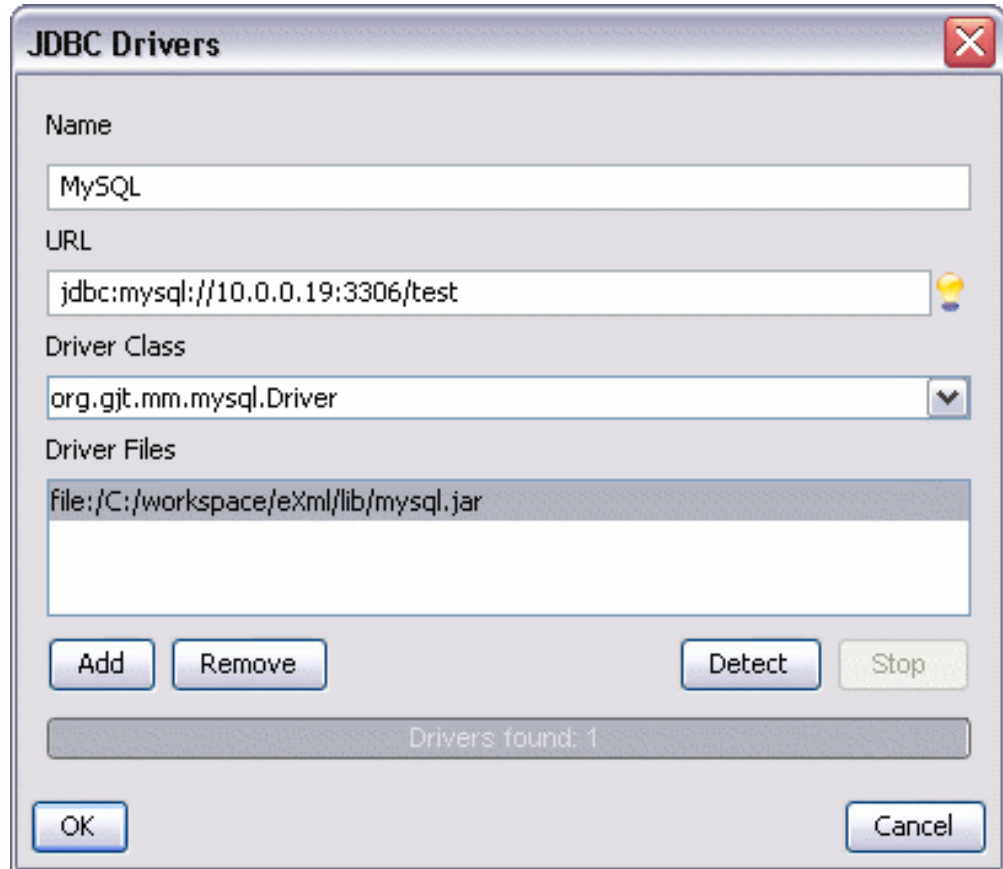 JDBC Drivers
Name
MySQL
URL
jdbc:mysql://10.0.0.19:3306/test
Driver Class
org.gjt.mm.mysql.Driver
Driver Files
file:/C:/workspace/eXml/lib/mysql.jar
Add Remove Detect Stop
Drivers found: 1
OK Cancel